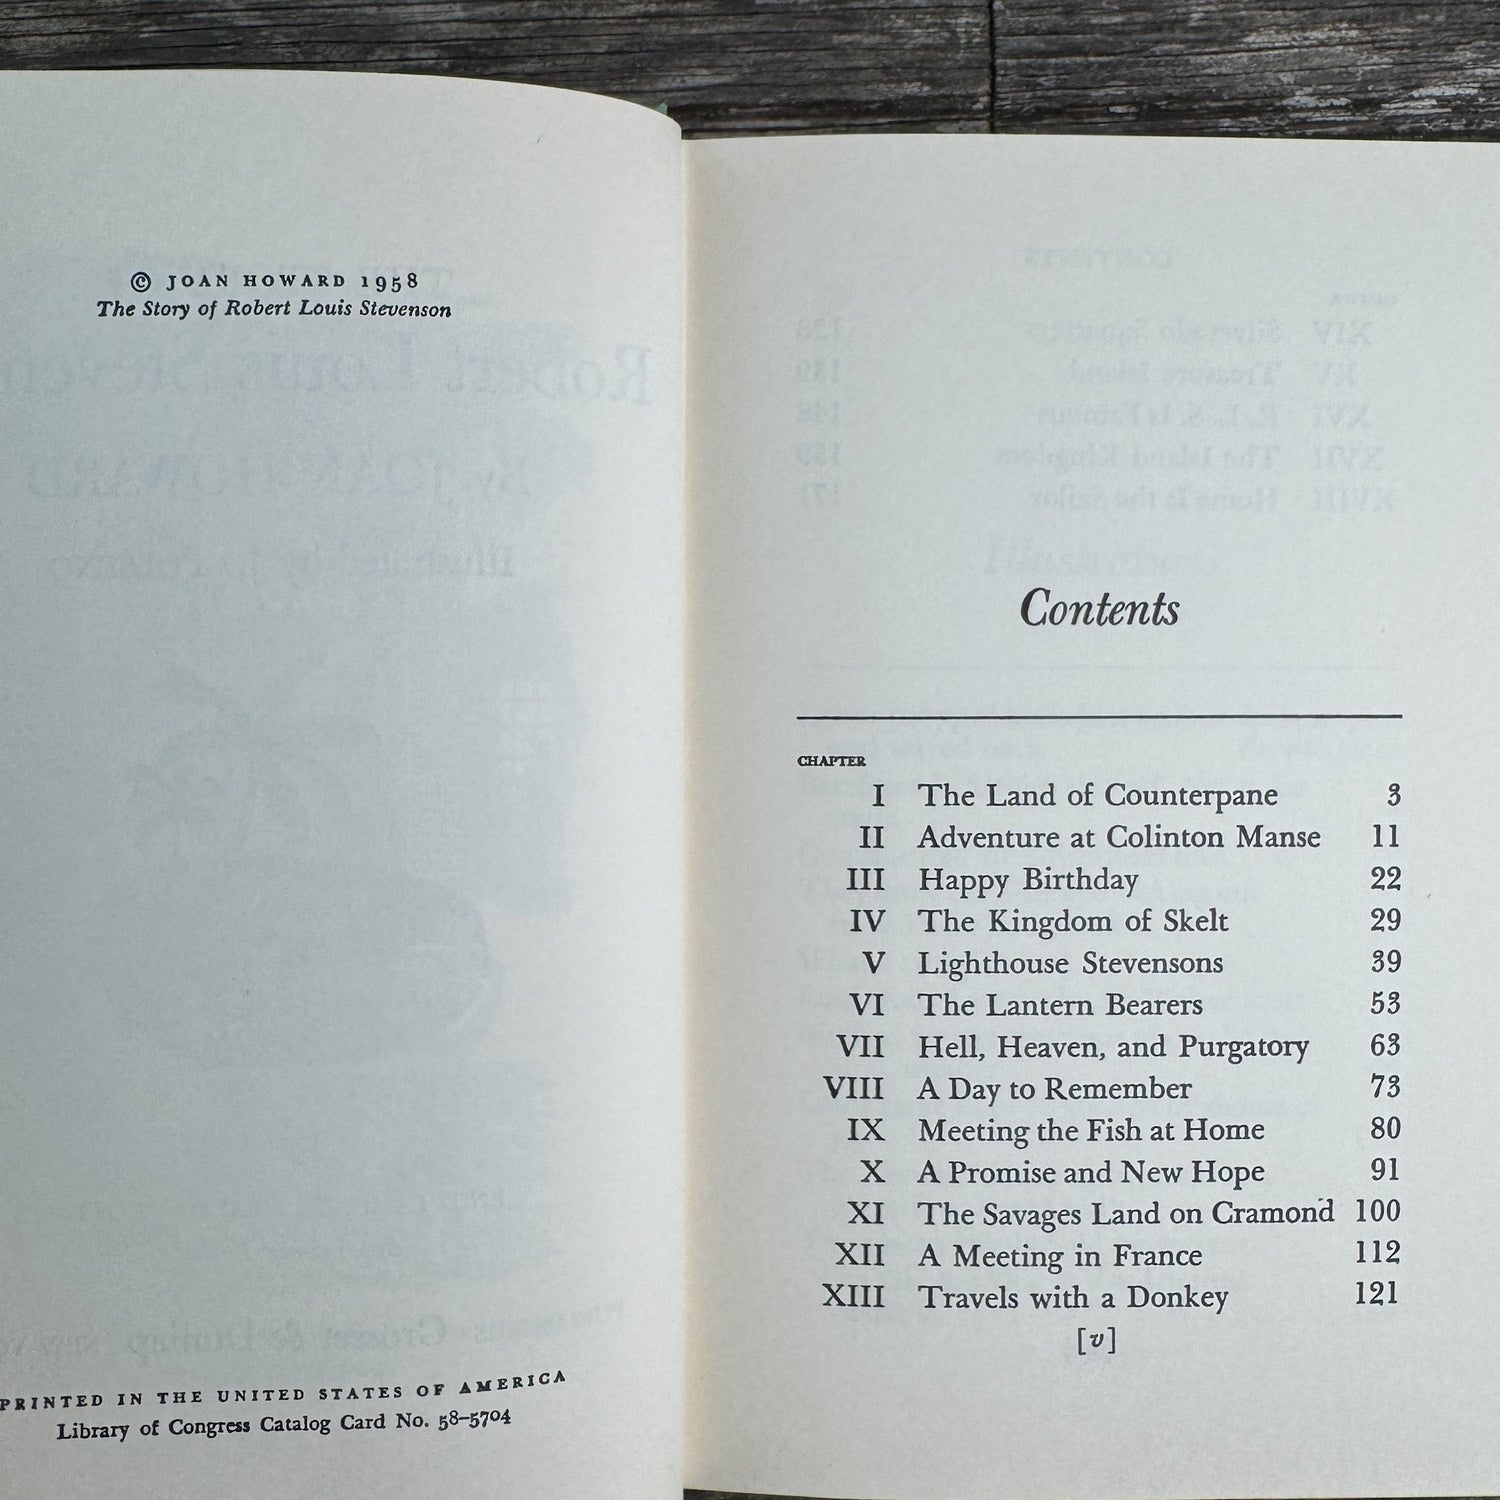 © JOAN HOWARD 1958
The Story of Robert Louis Stevenson
PRINTED IN THE UNITED STATES OF AMERICA
Library of Congress Catalog Card No. 58-5704
Contents
CHAPTER
I The Land of Counterpane 3
II Adventure at Colinton Manse 11
III Happy Birthday 22
IV The Kingdom of Skelt 29
V Lighthouse Stevensons 39
VI The Lantern Bearers 53
VII Hell, Heaven, and Purgatory 63
VIII A Day to Remember 73
IX Meeting the Fish at Home 80
X A Promise and New Hope 91
XI The Savages Land on Cramond 100
XII A Meeting in France 112
XIII Travels with a Donkey 121
[v]